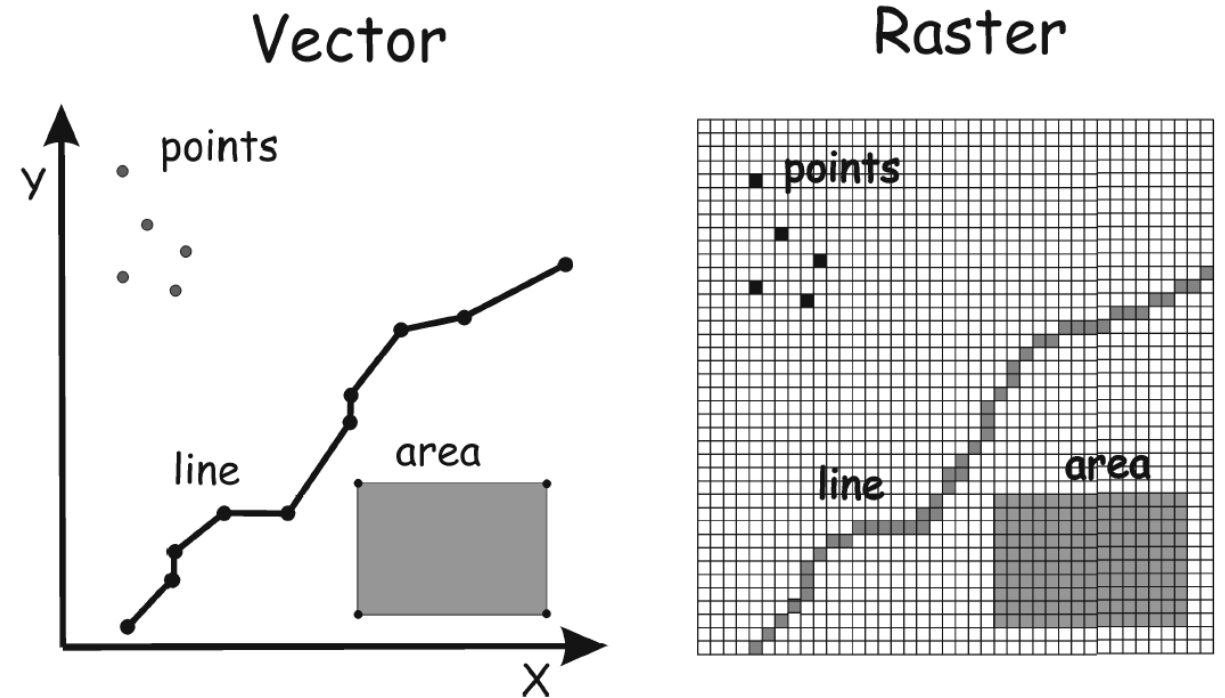 Vector
points
y
line
area
X
Raster
points
line
area